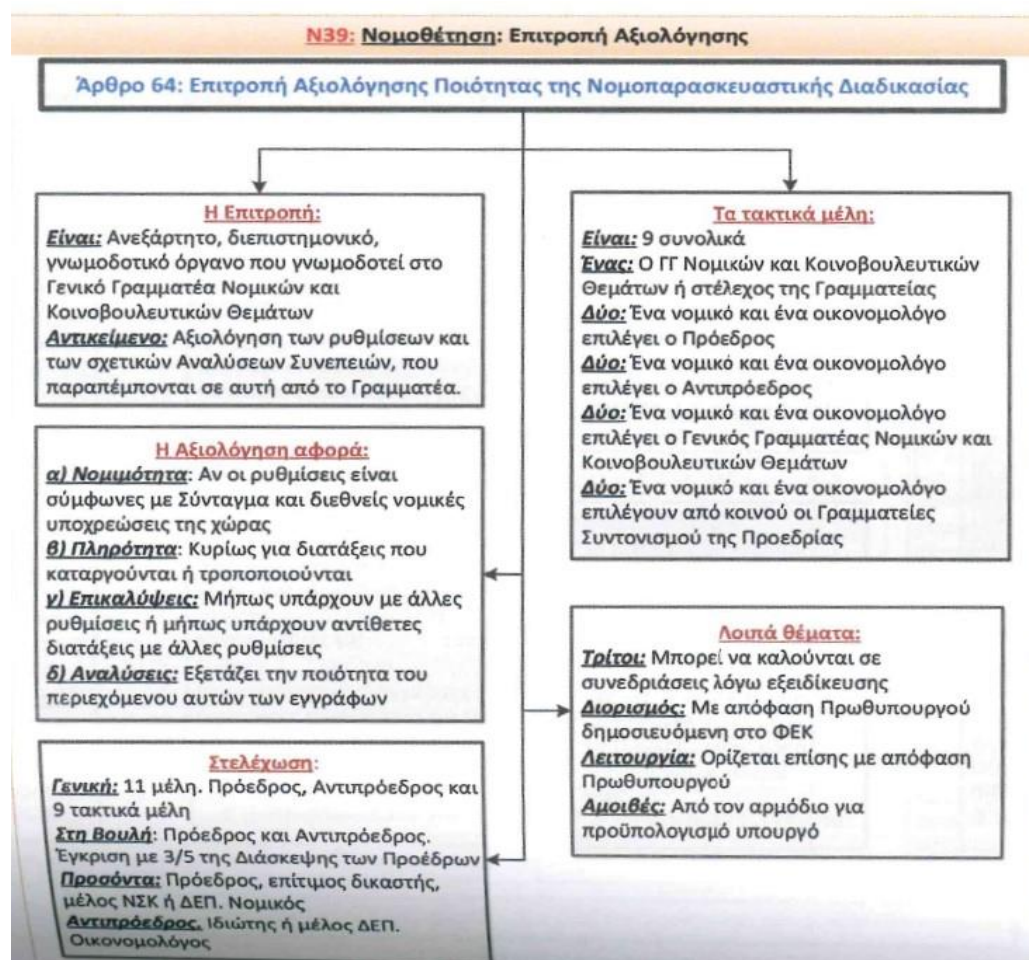 N39: Νομοθέτηση: Επιτροπή Αξιολόγησης
Άρθρο 64: Επιτροπή Αξιολόγησης Ποιότητας της Νομοπαρασκευαστικής Διαδικασίας
Η Επιτροπή:
Είναι: Ανεξάρτητο, διεπιστημονικό,
γνωμοδοτικό όργανο που γνωμοδοτεί στο
Γενικό Γραμματέα Νομικών και
Κοινοβουλευτικών Θεμάτων
Αντικείμενο: Αξιολόγηση των ρυθμίσεων και
των σχετικών Αναλύσεων Συνεπειών, που
παραπέμπονται σε αυτή από το Γραμματέα.
Η Αξιολόγηση αφορά:
α) Νομιμότητα: Αν οι ρυθμίσεις είναι
σύμφωνες με Σύνταγμα και διεθνείς νομικές
υποχρεώσεις της χώρας
β) Πληρότητα: Κυρίως για διατάξεις που
καταργούνται ή τροποποιούνται
γ) Επικαλύψεις: Μήπως υπάρχουν με άλλες
ρυθμίσεις ή μήπως υπάρχουν αντίθετες
διατάξεις με άλλες ρυθμίσεις
δ) Αναλύσεις: Εξετάζει την ποιότητα του
περιεχόμενου αυτών των εγγράφων
Στελέχωση:
Γενική: 11 μέλη. Πρόεδρος, Αντιπρόεδρος και
9 τακτικά μέλη
Στη Βουλή: Πρόεδρος και Αντιπρόεδρος.
Έγκριση με 3/5 της Διάσκεψης των Προέδρων
Προσόντα: Πρόεδρος, επίτιμος δικαστής,
μέλος ΝΣΚ ή ΔΕΠ. Νομικός
Αντιπρόεδρος. Ιδιώτης ή μέλος ΔΕΠ.
Οικονομολόγος
Τα τακτικά μέλη:
Είναι: 9 συνολικά
Ένας: Ο ΓΓ Νομικών και Κοινοβουλευτικών
Θεμάτων ή στέλεχος της Γραμματείας
Δύο: Ένα νομικό και ένα οικονομολόγο
επιλέγει ο Πρόεδρος
Δύο: Ένα νομικό και ένα οικονομολόγο
επιλέγει ο Αντιπρόεδρος
Δύο: Ένα νομικό και ένα οικονομολόγο
επιλέγει ο Γενικός Γραμματέας Νομικών και
Κοινοβουλευτικών Θεμάτων
Δύο: Ένα νομικό και ένα οικονομολόγο
επιλέγουν από κοινού οι Γραμματείες
Συντονισμού της Προεδρίας
Λοιπά θέματα:
Τρίτοι: Μπορεί να καλούνται σε
συνεδριάσεις λόγω εξειδίκευσης
Διορισμός: Με απόφαση Πρωθυπουργού
δημοσιευόμενη στο ΦΕΚ
Λειτουργία: Ορίζεται επίσης με απόφαση
Πρωθυπουργού
Αμοιβές: Από τον αρμόδιο για
προϋπολογισμό υπουργό